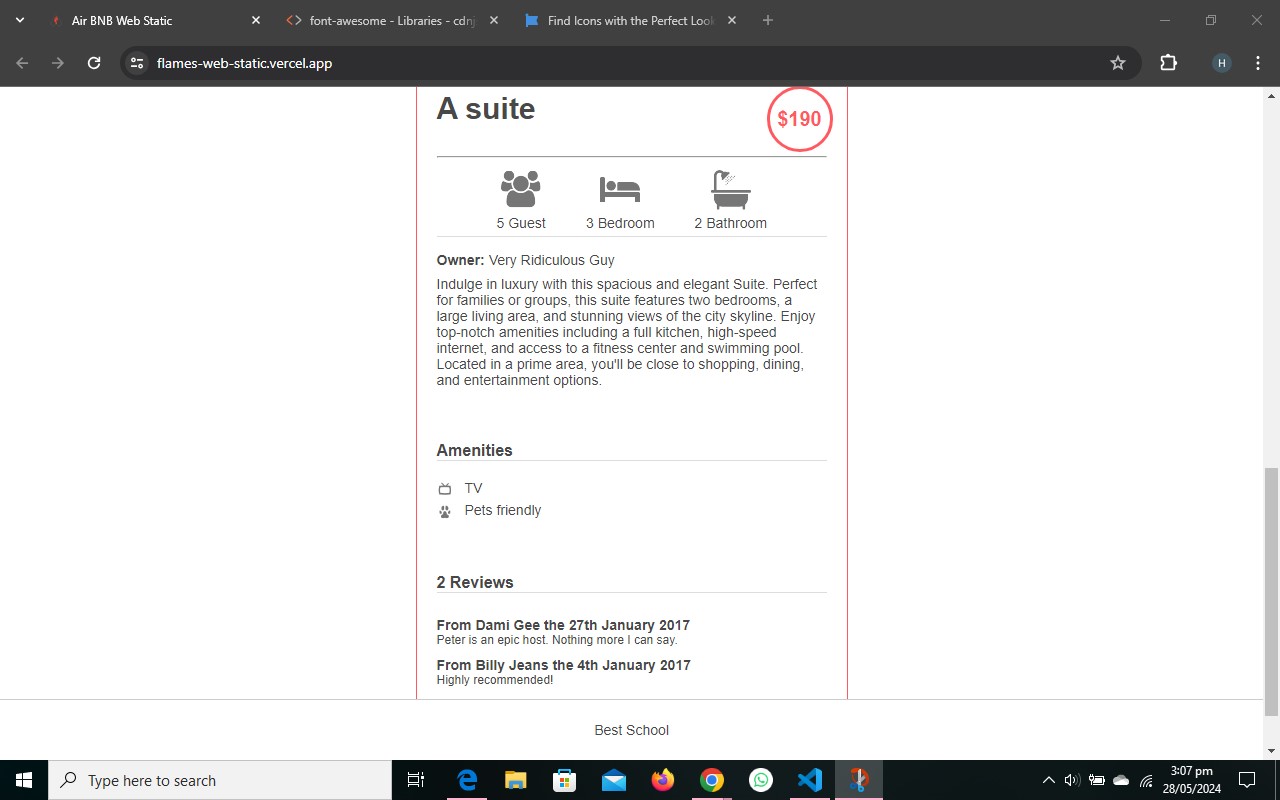 Air BNB Web Static
font-awesome - Libraries - cdnj
Find Icons with the Perfect Look
flames-web-static.vercel.app
H
A suite
$190
5 Guest
3 Bedroom
2 Bathroom
Owner: Very Ridiculous Guy
Indulge in luxury with this spacious and elegant Suite. Perfect
for families or groups, this suite features two bedrooms, a
large living area, and stunning views of the city skyline. Enjoy
top-notch amenities including a full kitchen, high-speed
internet, and access to a fitness center and swimming pool.
Located in a prime area, you'll be close to shopping, dining,
and entertainment options.
Amenities
TV
Pets friendly
2 Reviews
From Dami Gee the 27th January 2017
Peter is an epic host. Nothing more I can say.
From Billy Jeans the 4th January 2017
Highly recommended!
Best School
Type here to search
3:07 pm
28/05/2024